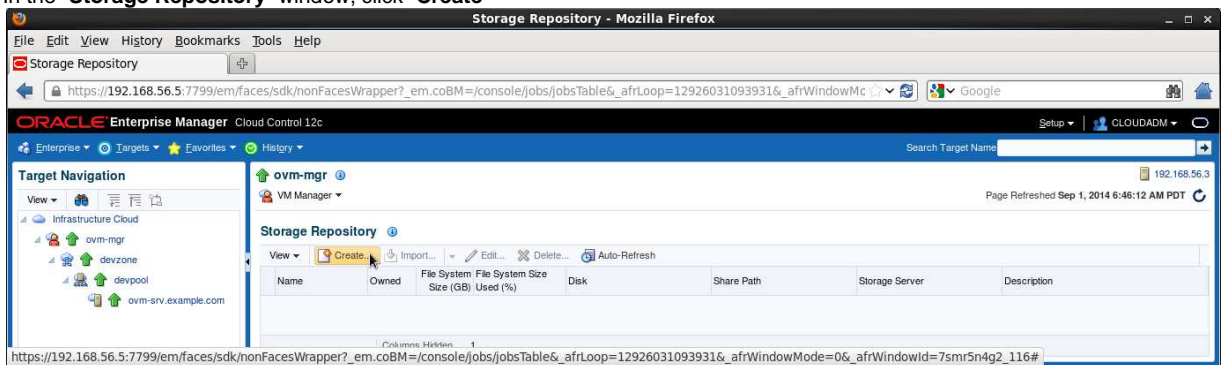 In the "Storage Repository" window, click "Create"
Storage Repository - Mozilla Firefox
File Edit View History Bookmarks Tools Help
Storage Repository
https://192.168.56.5:7799/em/faces/sdk/nonFacesWrapper?_em.coBM=/console/jobs/jobsTable&_afrLoop=12926031093931&_afrWindowMc
Google
ORACLE Enterprise Manager Cloud Control 12c
Setup CLOUDADM
Enterprise Targets Favorites History
Search Target Name
Target Navigation
View
Infrastructure Cloud
ovm-mgr
devzone
devpool
ovm-srv.example.com
ovm-mgr
192.168.56.3
VM Manager
Page Refreshed Sep 1, 2014 6:46:12 AM PDT
Storage Repository
View Create... Import... Edit... Delete... Auto-Refresh
Name Owned File System Size (GB) File System Size Used (%) Disk Share Path Storage Server Description
Columns Hidden 1
https://192.168.56.5:7799/em/faces/sdk/nonFacesWrapper?_em.coBM=/console/jobs/jobsTable&_afrLoop=12926031093931&_afrWindowMode=0&_afrWindowId=7smr5n4g2_116#